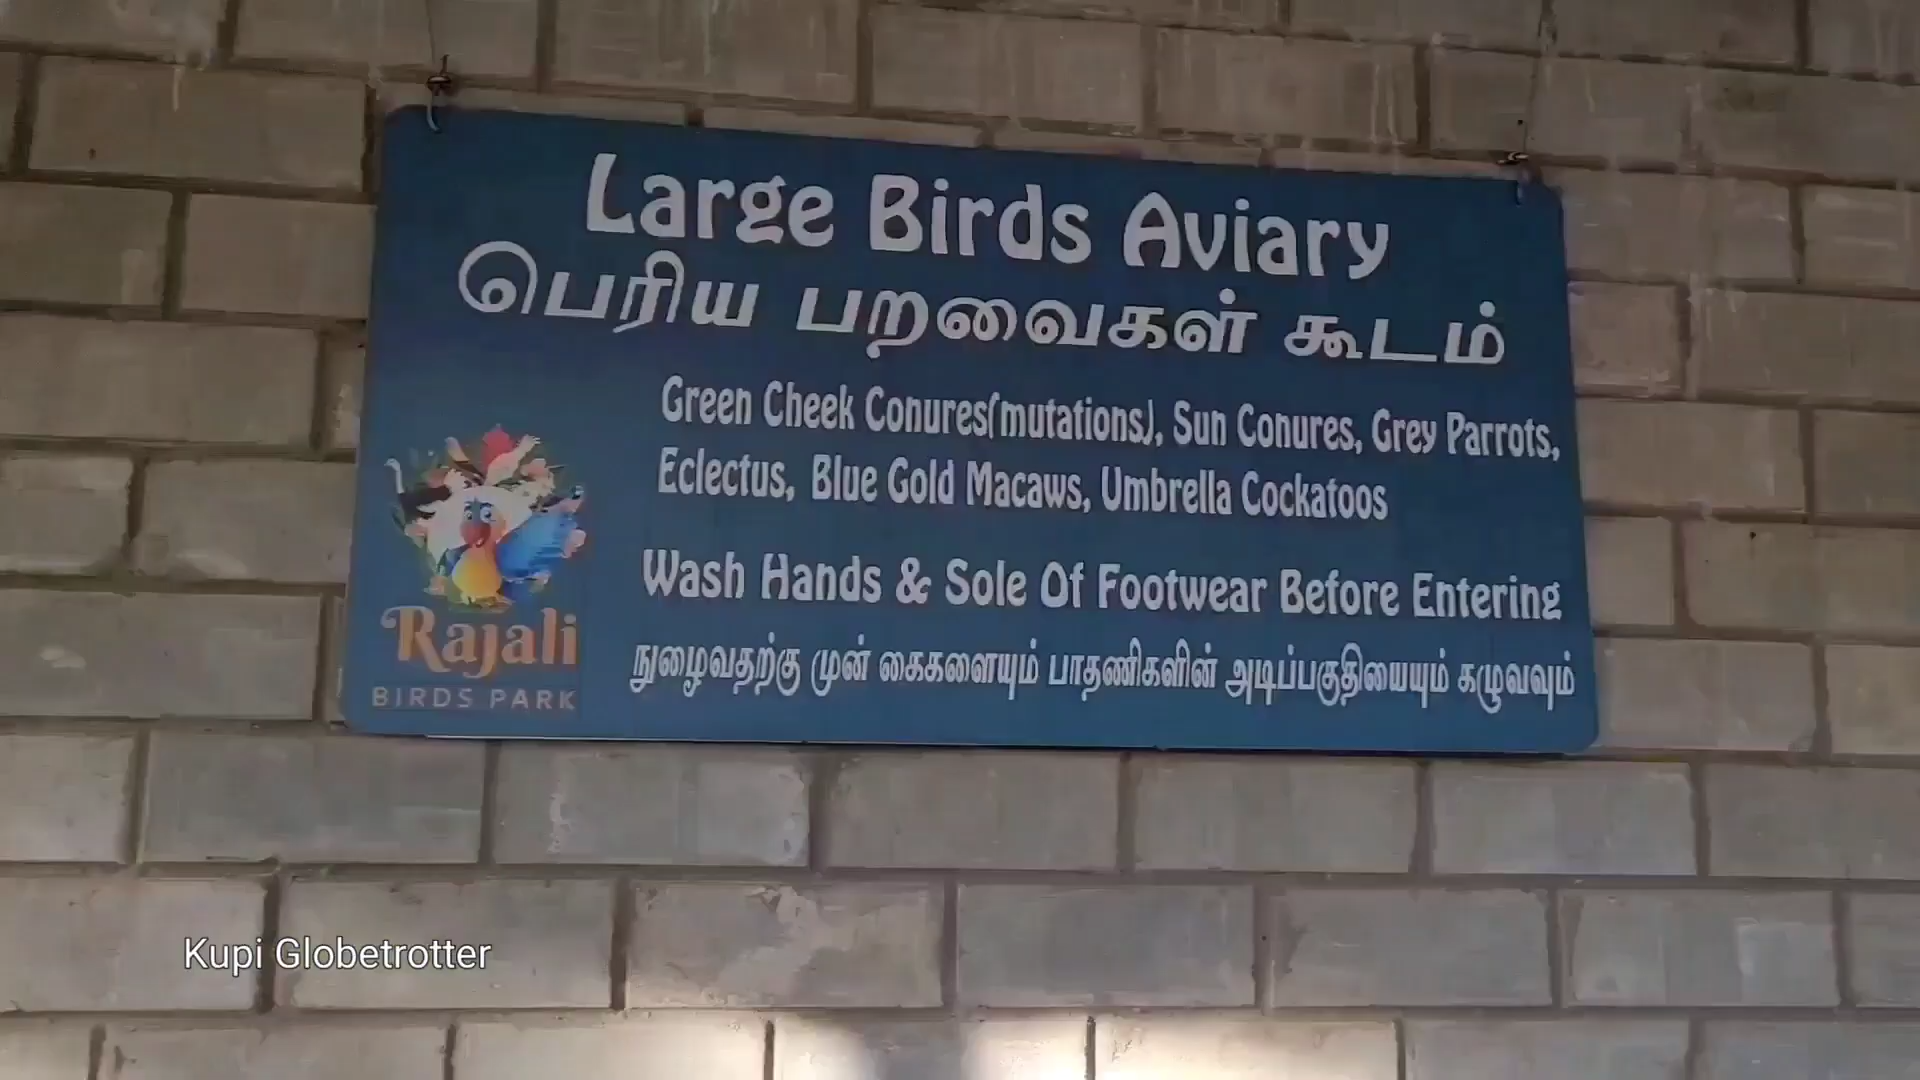 Large Birds Aviary
பெரிய பறவைகள் கூடம்
Green Cheek Conures(mutations), Sun Conures, Grey Parrots,
Eclectus, Blue Gold Macaws, Umbrella Cockatoos
Wash Hands & Sole Of Footwear Before Entering
நுழைவதற்கு முன் கைகளையும் பாதணிகளின் அடிப்பகுதியையும் கழுவவும்
Rajali
BIRDS PARK
Kupi Globetrotter